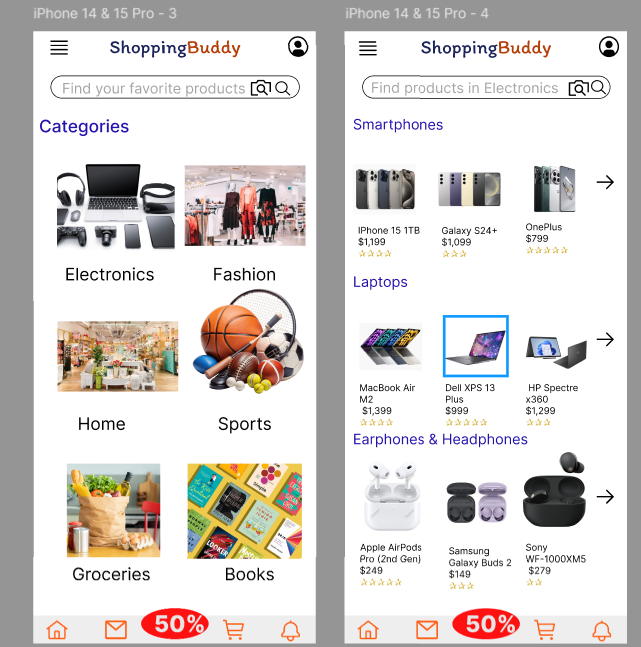 iPhone 14 & 15 Pro - 3
ShoppingBuddy
Find your favorite products
Categories
Electronics
Fashion
Home
Sports
Groceries
Books
50%
iPhone 14 & 15 Pro - 4
ShoppingBuddy
Find products in Electronics
Smartphones
IPhone 15 1TB
$1,199
Galaxy S24+
$1,099
OnePlus
$799
Laptops
MacBook Air
M2
$1,399
Dell XPS 13
Plus
$999
HP Spectre
x360
$1,299
Earphones & Headphones
Apple AirPods
Pro (2nd Gen)
$249
Samsung
Galaxy Buds 2
$149
Sony
WF-1000XM5
$279
50%